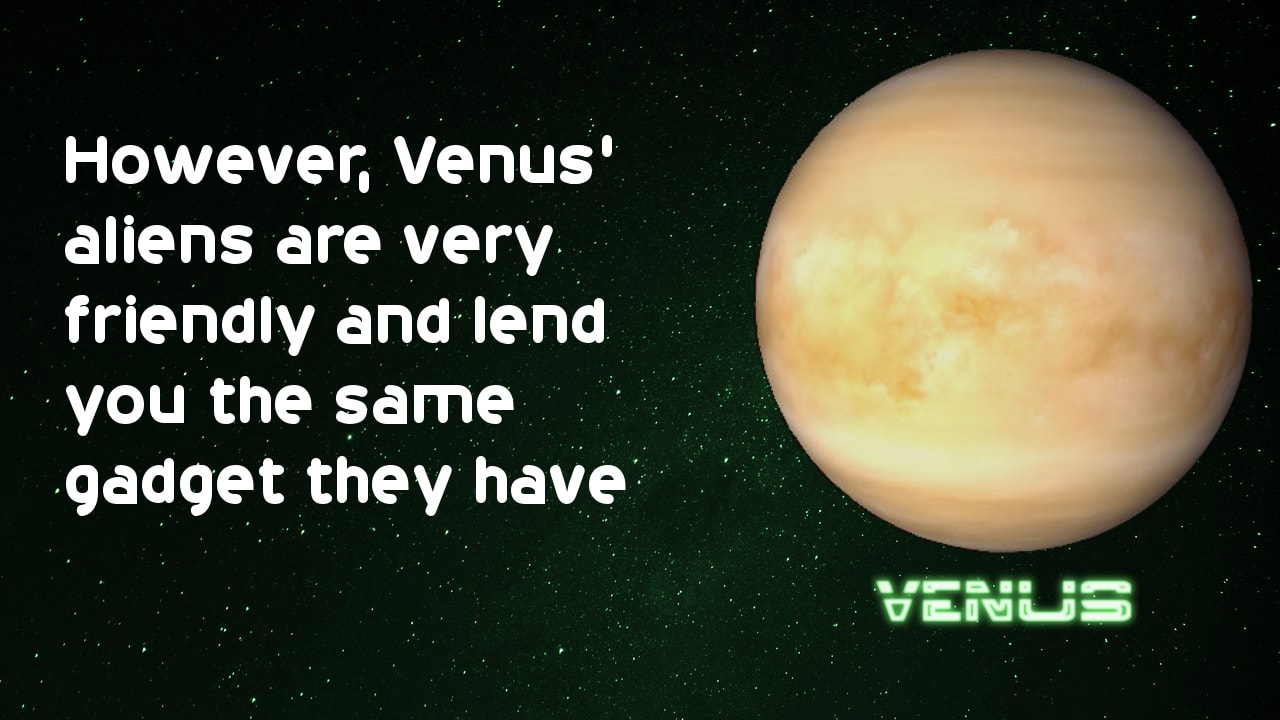 However, Venus'
aliens are very
friendly and lend
you the same
gadget they have
VENUS